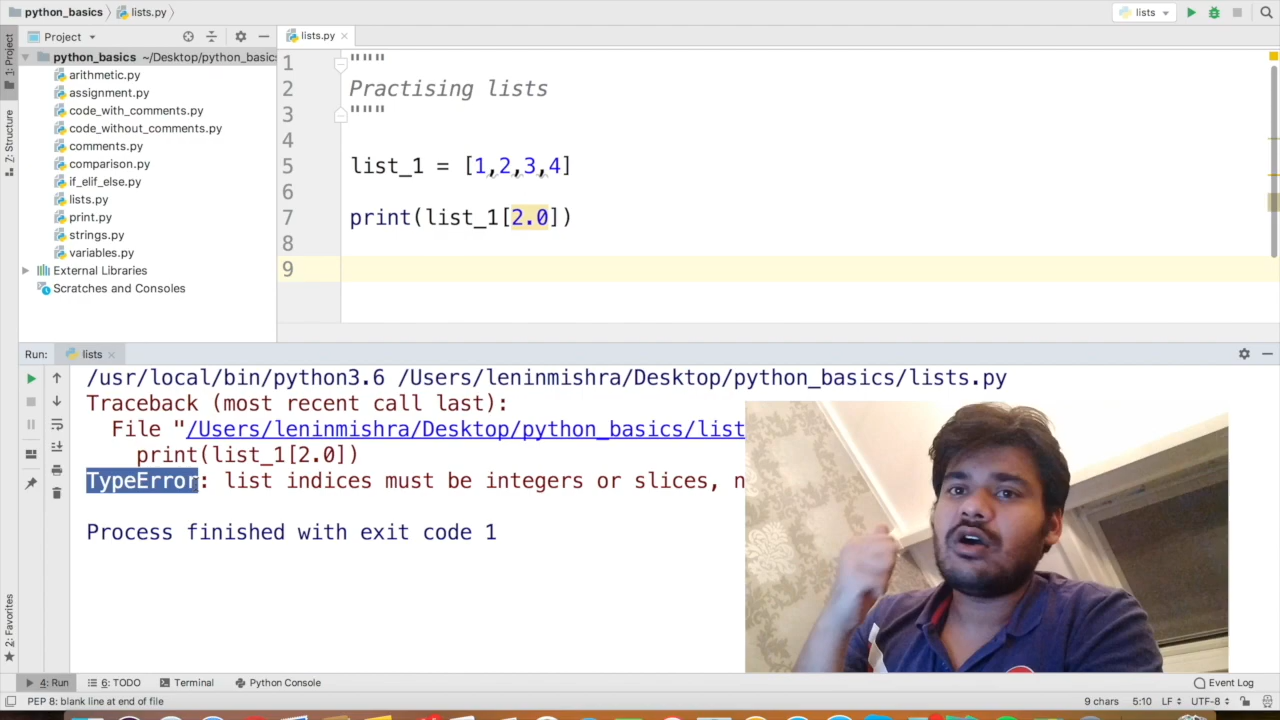 python_basics
lists.py
lists
1: Project
Project
lists.py
python_basics ~/Desktop/python_basics
arithmetic.py
assignment.py
code_with_comments.py
code_without_comments.py
comments.py
comparison.py
if_elif_else.py
lists.py
print.py
strings.py
variables.py
External Libraries
Scratches and Consoles
Z: Structure
2: Favorites
1 """
2 Practising lists
3 """
4
5 list_1 = [1,2,3,4]
6
7 print(list_1[2.0])
8
9
Run: lists
/usr/local/bin/python3.6 /Users/leninmishra/Desktop/python_basics/lists.py
Traceback (most recent call last):
File "/Users/leninmishra/Desktop/python_basics/list
print(list_1[2.0])
TypeError: list indices must be integers or slices, n
Process finished with exit code 1
4: Run 6: TODO Terminal Python Console Event Log
PEP 8: blank line at end of file 9 chars 5:10 LF UTF-8